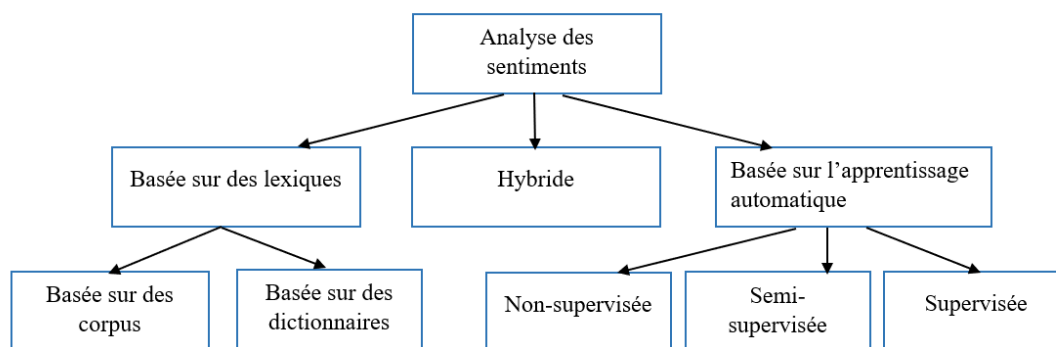 Analyse des
sentiments
Basée sur des lexiques
Hybride
Basée sur l’apprentissage
automatique
Basée sur des
corpus
Basée sur des
dictionnaires
Non-supervisée
Semi-
supervisée
Supervisée